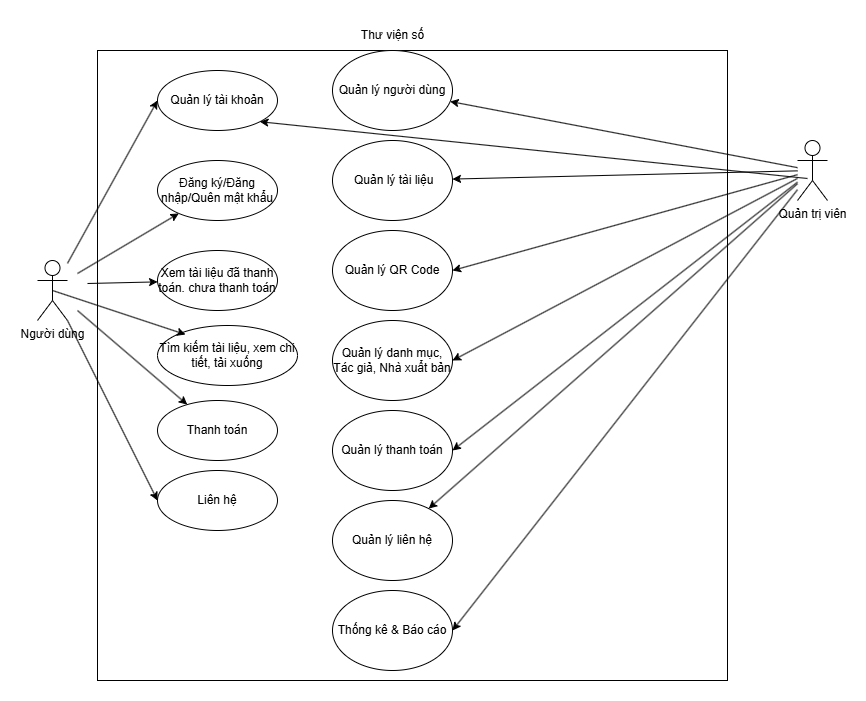 Thư viện số
Quản lý tài khoản
Đăng ký/Đăng
nhập/Quên mật khẩu
Xem tài liệu đã thanh
toán. chưa thanh toán
Tìm kiếm tài liệu, xem chi
tiết, tải xuống
Thanh toán
Liên hệ
Người dùng
Quản lý người dùng
Quản lý tài liệu
Quản lý QR Code
Quản lý danh mục,
Tác giả, Nhà xuất bản
Quản lý thanh toán
Quản lý liên hệ
Thống kê & Báo cáo
Quản trị viên